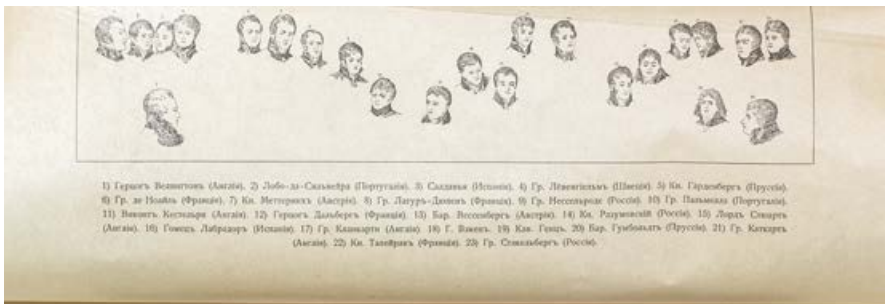 1) Герцогъ Веллингтонъ (Англія). 2) Лобо-да-Сильвейра (Португалія). 3) Салданья (Испанія). 4) Гр. Левенгіельмъ (Швеція). 5) Кн. Гарденбергъ (Пруссія).
6) Гр. де Ноайль (Франція). 7) Кн. Меттернихъ (Австрія). 8) Гр. Латуръ-Дюпенъ (Франція). 9) Гр. Нессельроде (Россія). 10) Гр. Пальмелла (Португалія).
11) Виконтъ Кестльри (Англія). 12) Герцогъ Дальбергъ (Франція). 13) Бар. Вессенбергъ (Австрія). 14) Кн. Разумовскій (Россія). 15) Лордъ Стюартъ
(Англія). 16) Гомецъ Лабрадоръ (Испанія). 17) Гр. Кланкарти (Англія). 18) Г. Вакенъ. 19) Кав. Генцъ. 20) Бар. Гумбольдтъ (Пруссія). 21) Гр. Каткартъ
(Англія). 22) Кн. Талейранъ (Франція). 23) Гр. Стакельбергъ (Россія).